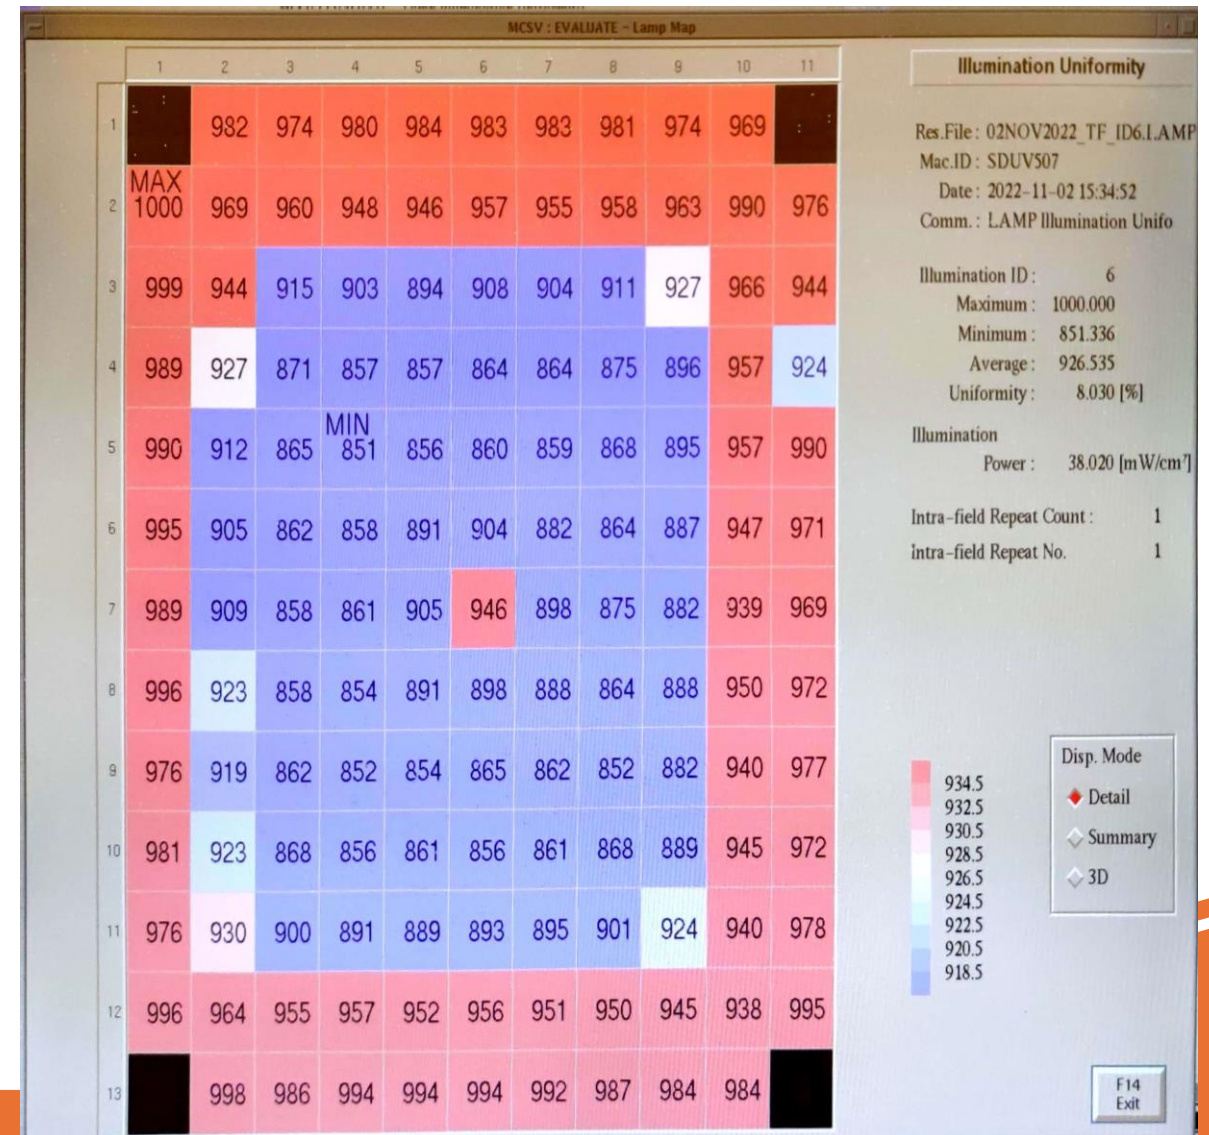 MCSV : EVALUATE - Lamp Map
1 2 3 4 5 6 7 8 9 10 11
1 982 974 980 984 983 983 981 974 969
MAX
2 1000 969 960 948 946 957 955 958 963 990 976
3 999 944 915 903 894 908 904 911 927 966 944
4 989 927 871 857 857 864 864 875 896 957 924
MIN
5 990 912 865 851 856 860 859 868 895 957 990
6 995 905 862 858 891 904 882 864 887 947 971
7 989 909 858 861 905 946 898 875 882 939 969
8 996 923 858 854 891 898 888 864 888 950 972
9 976 919 862 852 854 865 862 852 882 940 977
10 981 923 868 856 861 856 861 868 889 945 972
11 976 930 900 891 889 893 895 901 924 940 978
12 996 964 955 957 952 956 951 950 945 938 995
13 998 986 994 994 994 992 987 984 984
Illumination Uniformity
Res.File : 02NOV2022_TF_ID6.LAMP
Mac.ID : SDUV507
Date : 2022-11-02 15:34:52
Comm. : LAMP Illumination Unifo
Illumination ID : 6
Maximum : 1000.000
Minimum : 851.336
Average : 926.535
Uniformity : 8.030 [%]
Illumination
Power : 38.020 [mW/cm²]
Intra-field Repeat Count : 1
Intra-field Repeat No. 1
934.5
932.5
930.5
928.5
926.5
924.5
922.5
920.5
918.5
Disp. Mode
Detail
Summary
3D
F14
Exit